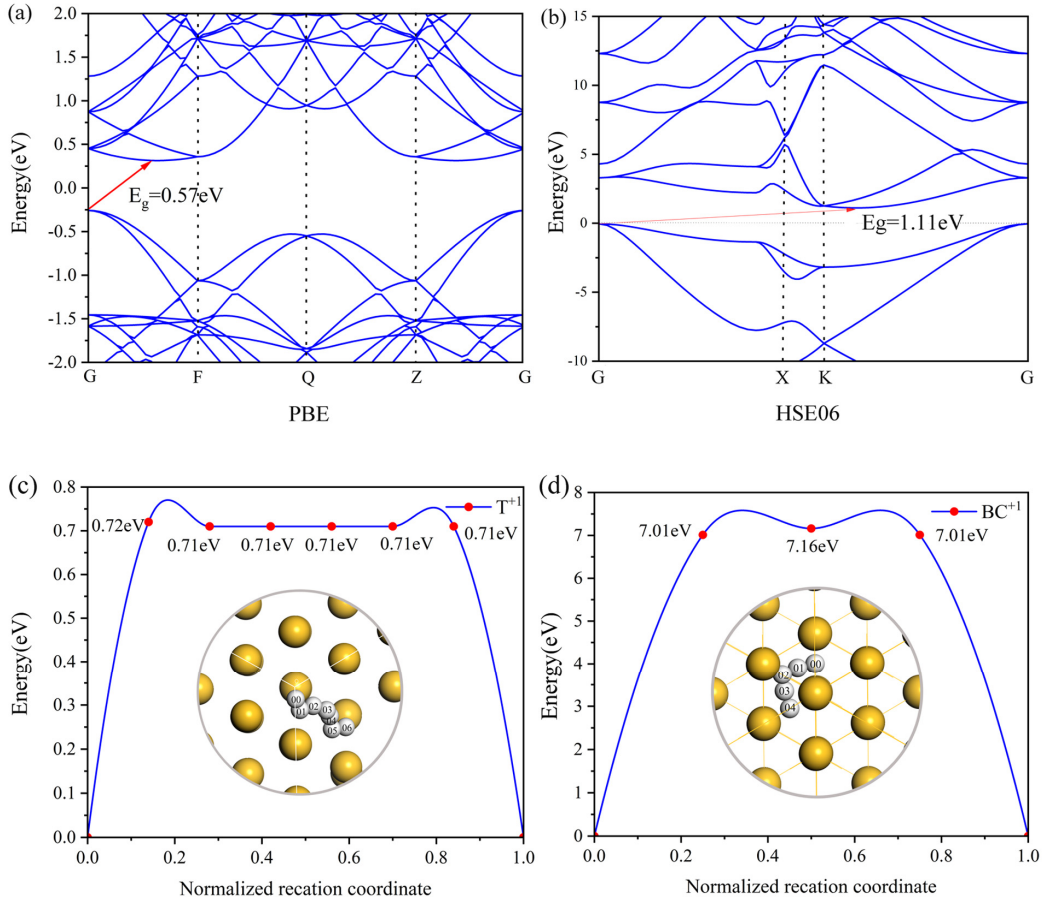 (a)
2.0
1.5
1.0
0.5
0.0
-0.5
-1.0
-1.5
-2.0
Energy(eV)
E_g=0.57eV
G F Q Z G
PBE
(b)
15
10
5
0
-5
-10
Energy(eV)
Eg=1.11eV
G X K G
HSE06
(c)
0.8
0.7
0.6
0.5
0.4
0.3
0.2
0.1
0.0
Energy(eV)
T^+1
0.72eV
0.71eV 0.71eV 0.71eV 0.71eV 0.71eV
00
01
02
03
04
05
06
0.0 0.2 0.4 0.6 0.8 1.0
Normalized recation coordinate
(d)
8
7
6
5
4
3
2
1
0
Energy(eV)
BC^+1
7.01eV 7.16eV 7.01eV
00
01
02
03
04
0.0 0.2 0.4 0.6 0.8 1.0
Normalized recation coordinate